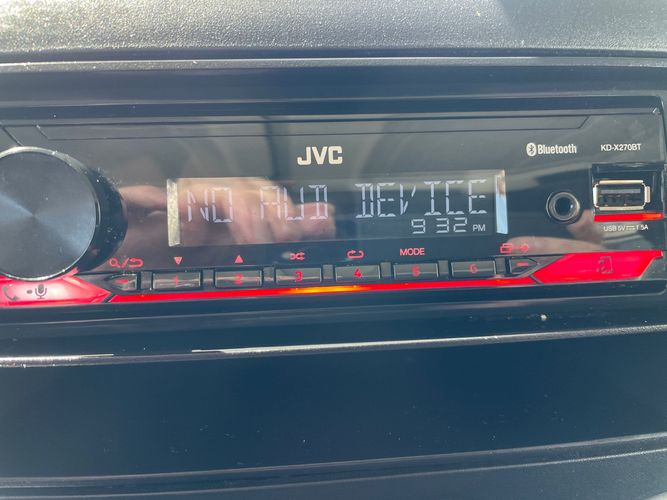 JVC
Bluetooth
KD-X270BT
NO AUD DEVICE
9:32 PM
USB 5V 1.5A
MODE
1 2 3 4 5 6